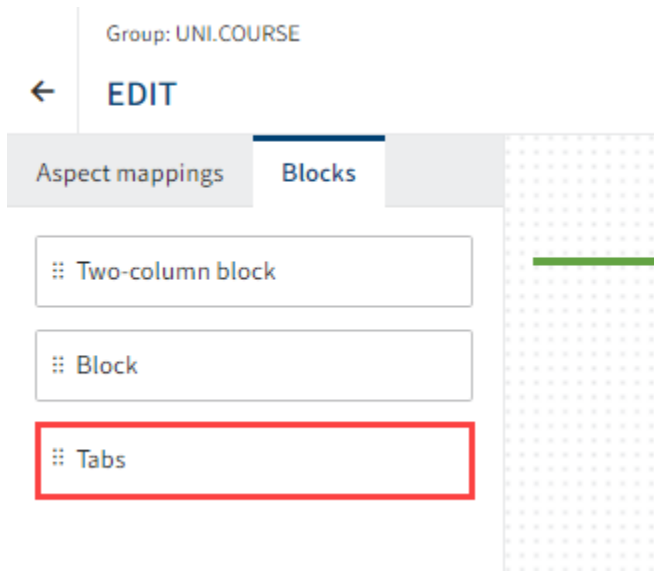 Group: UNI.COURSE
EDIT
Aspect mappings Blocks
Two-column block
Block
Tabs